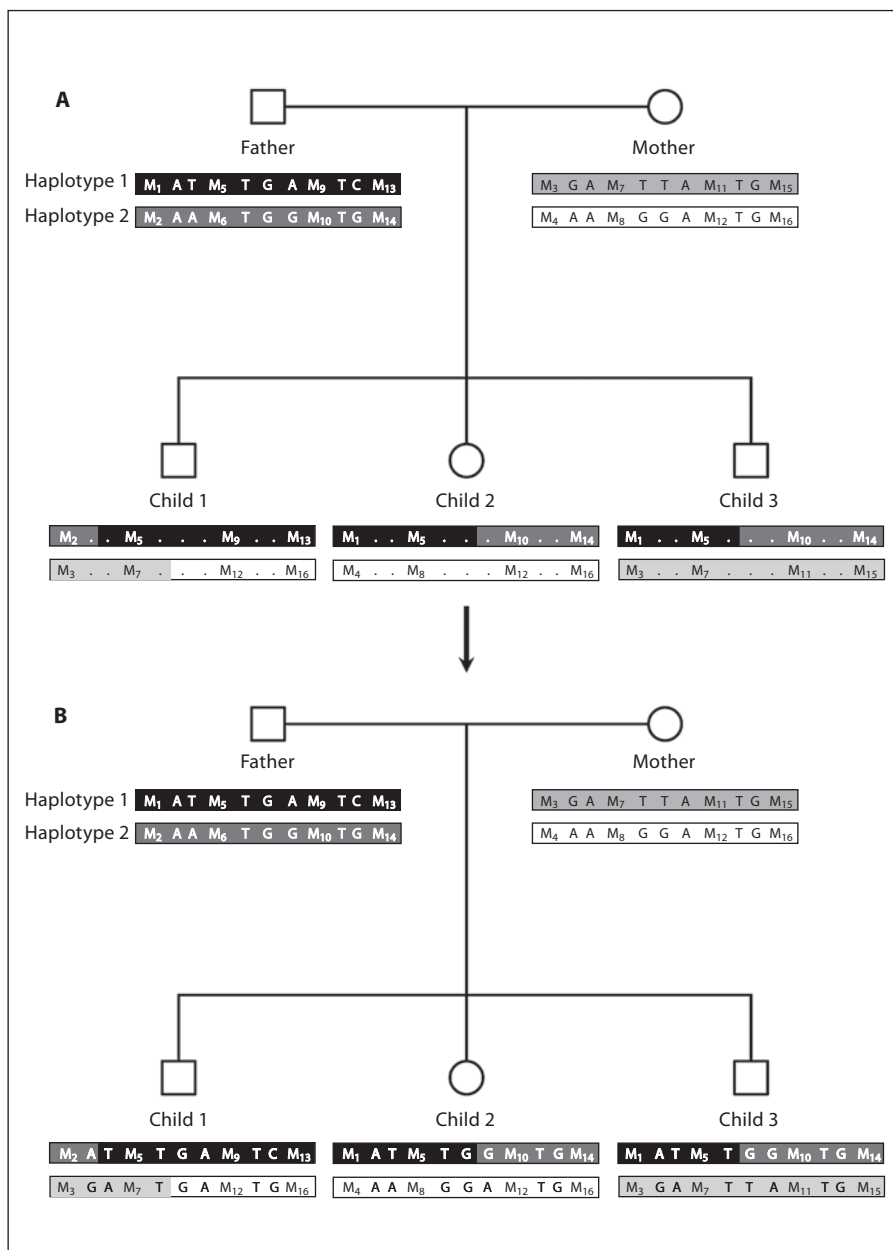 A
Father Mother
Haplotype 1 M₁ A T M₅ T G A M₉ T C M₁₃ M₃ G A M₇ T T A M₁₁ T G M₁₅
Haplotype 2 M₂ A A M₆ T G G M₁₀ T G M₁₄ M₄ A A M₈ G G A M₁₂ T G M₁₆
Child 1 Child 2 Child 3
M₂ . . M₅ . . . M₉ . . M₁₃ M₁ . . M₅ . . . M₁₀ . . M₁₄ M₁ . . M₅ . . . M₁₀ . . M₁₄
M₃ . . M₇ . . . M₁₂ . . M₁₆ M₄ . . M₈ . . . M₁₂ . . M₁₆ M₃ . . M₇ . . . M₁₁ . . M₁₅
B
Father Mother
Haplotype 1 M₁ A T M₅ T G A M₉ T C M₁₃ M₃ G A M₇ T T A M₁₁ T G M₁₅
Haplotype 2 M₂ A A M₆ T G G M₁₀ T G M₁₄ M₄ A A M₈ G G A M₁₂ T G M₁₆
Child 1 Child 2 Child 3
M₂ A T M₅ T G A M₉ T C M₁₃ M₁ A T M₅ T G G M₁₀ T G M₁₄ M₁ A T M₅ T G G M₁₀ T G M₁₄
M₃ G A M₇ T G A M₁₂ T G M₁₆ M₄ A A M₈ G G A M₁₂ T G M₁₆ M₃ G A M₇ T T A M₁₁ T G M₁₅